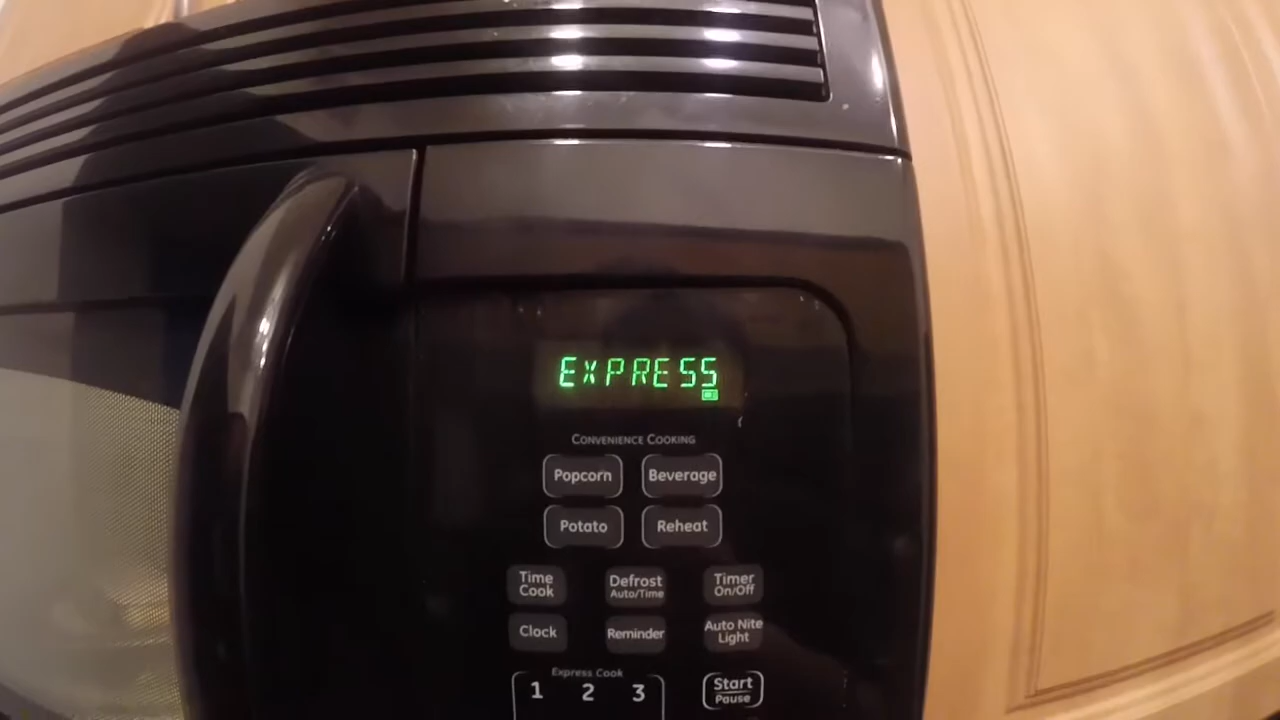 EXPRESS
Convenience Cooking
Popcorn Beverage
Potato Reheat
Time Cook
Defrost Auto/Time
Timer On/Off
Clock
Reminder
Auto Nite Light
Express Cook
1 2 3
Start Pause